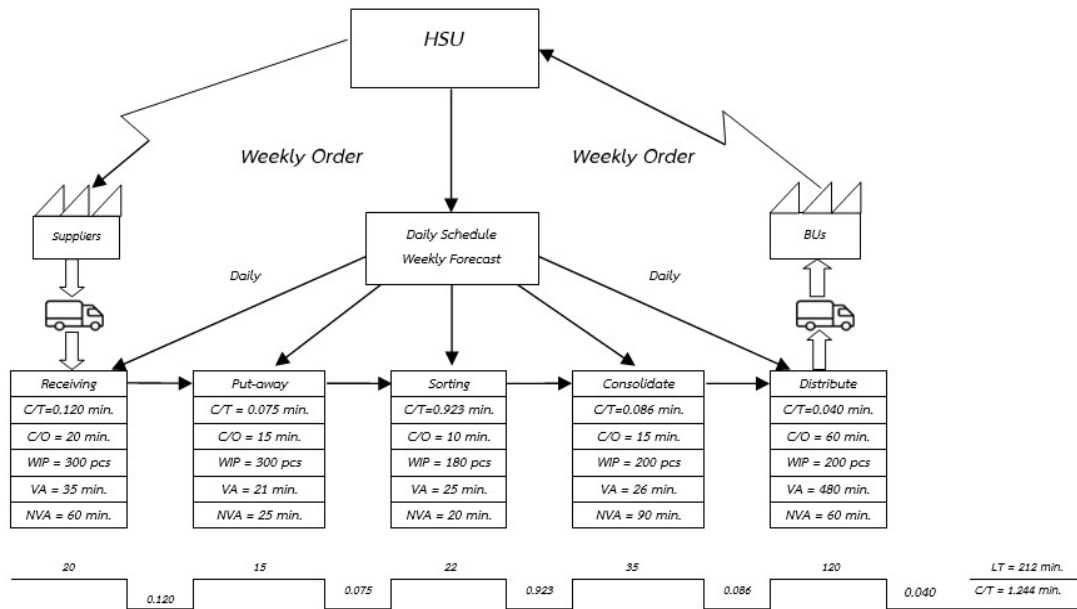 HSU
Weekly Order
Weekly Order
Suppliers
Daily Schedule
Weekly Forecast
BUs
Daily
Daily
Receiving
C/T=0.120 min.
C/O = 20 min.
WIP = 300 pcs
VA = 35 min.
NVA = 60 min.
Put-away
C/T = 0.075 min.
C/O = 15 min.
WIP = 300 pcs
VA = 21 min.
NVA = 25 min.
Sorting
C/T=0.923 min.
C/O = 10 min.
WIP = 180 pcs
VA = 25 min.
NVA = 20 min.
Consolidate
C/T=0.086 min.
C/O = 15 min.
WIP = 200 pcs
VA = 26 min.
NVA = 90 min.
Distribute
C/T=0.040 min.
C/O = 60 min.
WIP = 200 pcs
VA = 480 min.
NVA = 60 min.
20
0.120
15
0.075
22
0.923
35
0.086
120
0.040
LT = 212 min.
C/T = 1.244 min.